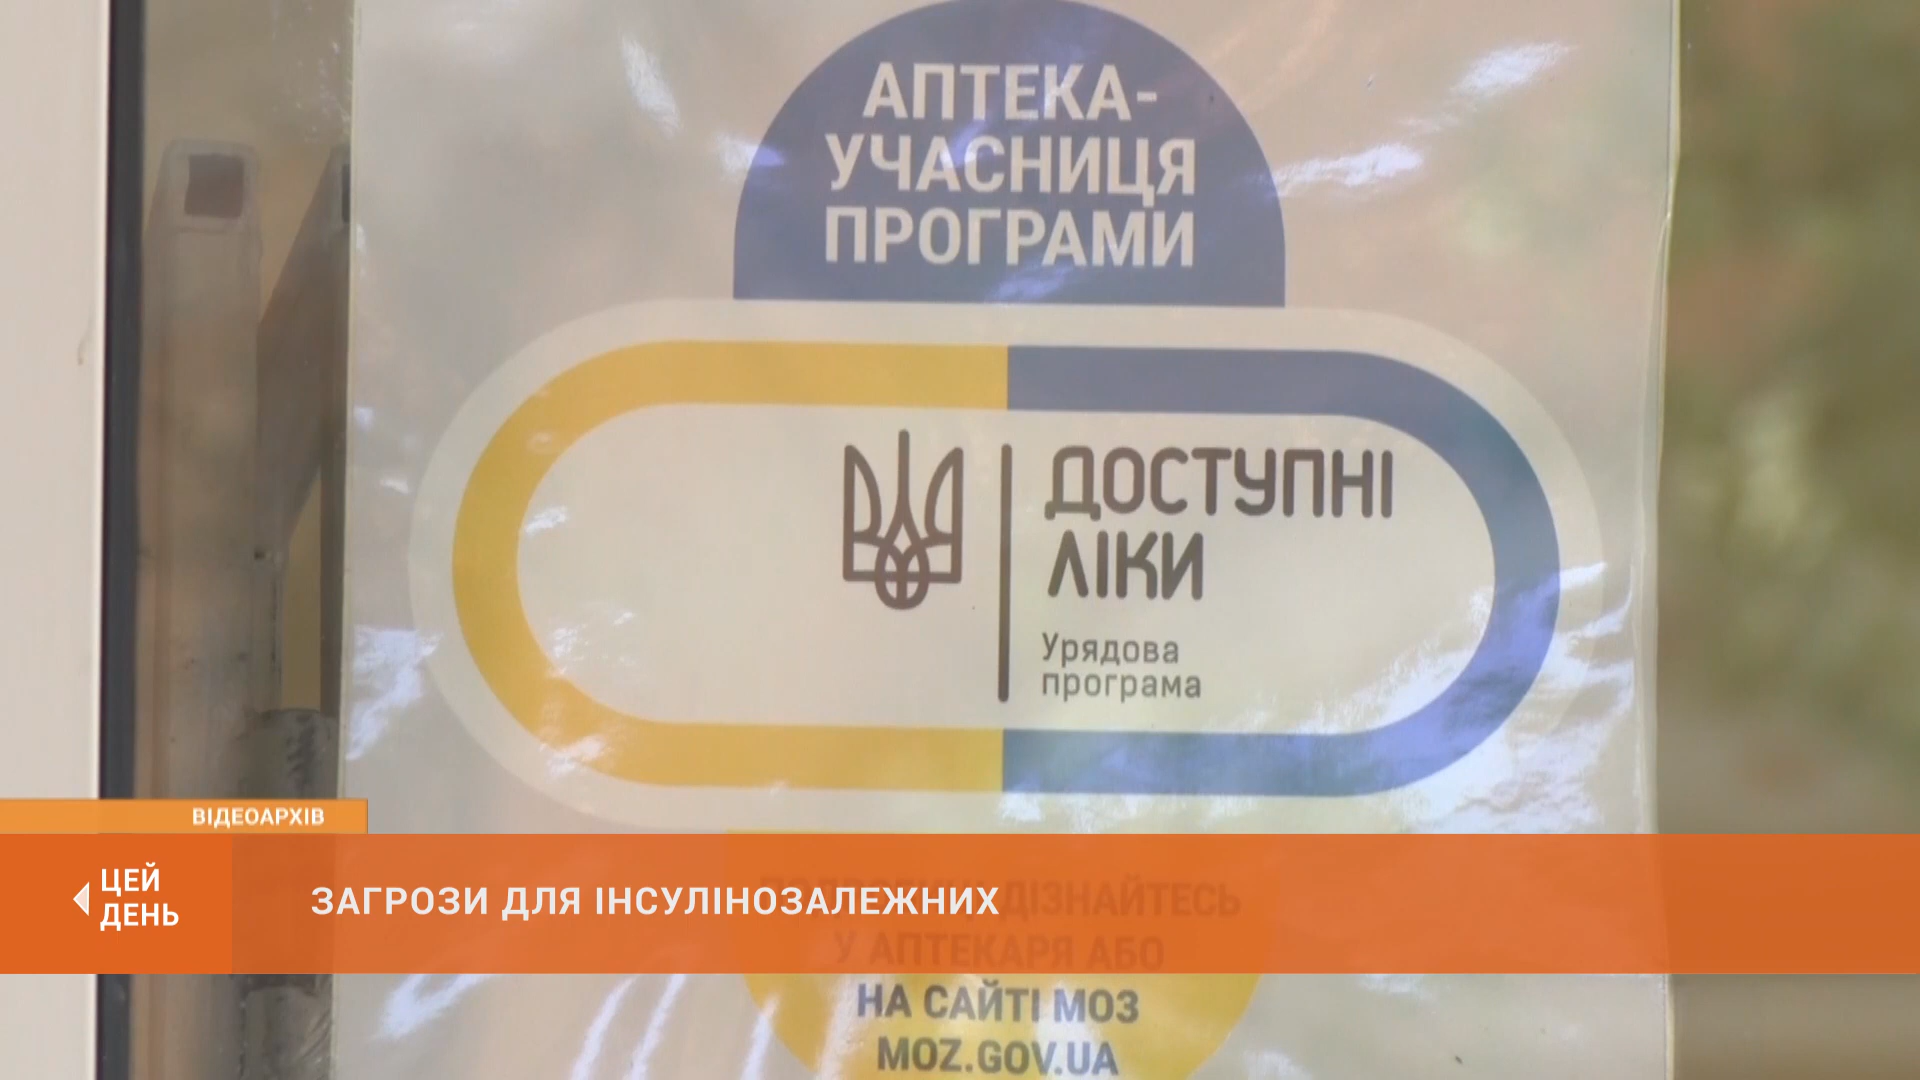 АПТЕКА-
УЧАСНИЦЯ
ПРОГРАМИ
ДОСТУПНІ
ЛІКИ
Урядова
програма
ВІДЕОАРХІВ
ЦЕЙ
ДЕНЬ
ЗАГРОЗИ ДЛЯ ІНСУЛІНОЗАЛЕЖНИХ
ДІЗНАЙТЕСЬ
У АПТЕКАРЯ АБО
НА САЙТІ МОЗ
MOZ.GOV.UA